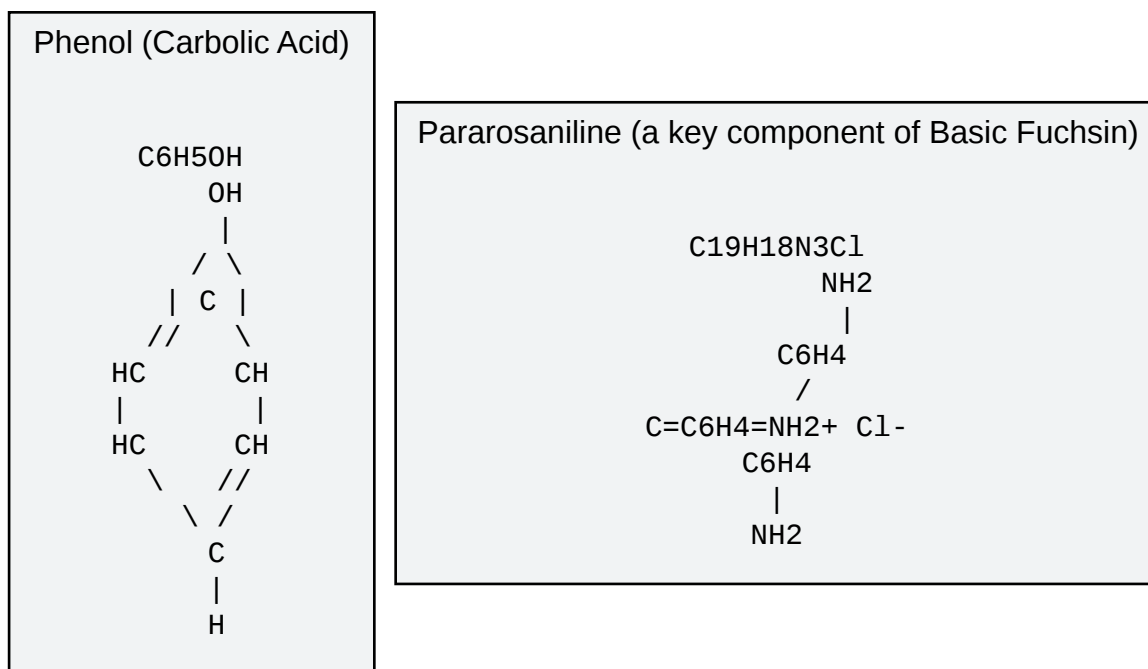 Phenol (Carbolic Acid)
C6H5OH
OH
|
/ \
| C |
// \
HC CH
| |
HC CH
\ //
\ /
C
|
H
Pararosaniline (a key component of Basic Fuchsin)
C19H18N3Cl
NH2
|
C6H4
/
C=C6H4=NH2+ Cl-
C6H4
|
NH2